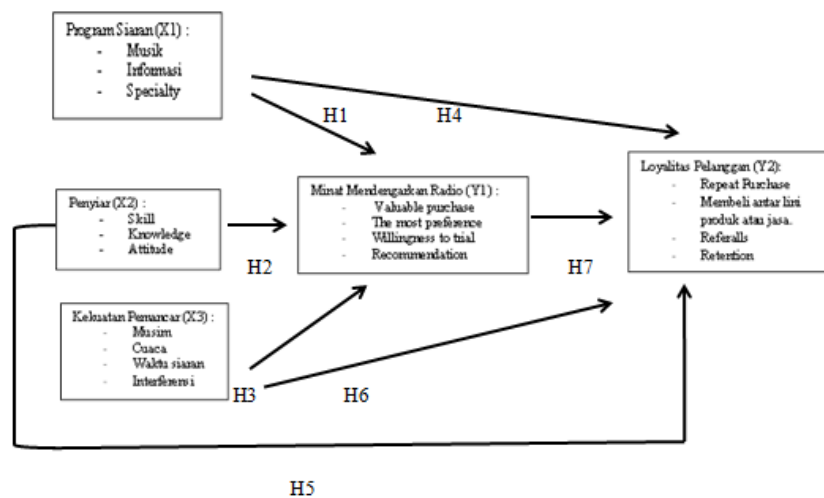 Program Siaran (X1) :
- Musik
- Informasi
- Specialty
H1
H4
Penyiar (X2) :
- Skill
- Knowledge
- Attitude
H2
Minat Mendengarkan Radio (Y1) :
- Valuable purchase
- The most preference
- Willingness to trial
- Recommendation
H7
Loyalitas Pelanggan (Y2):
- Repeat Purchase
- Membeli antar lini
produk atau jasa.
- Referalls
- Retention
Kekuatan Pemancar (X3) :
- Musim
- Cuaca
- Waktu siaran
- Interferensi
H3
H6
H5